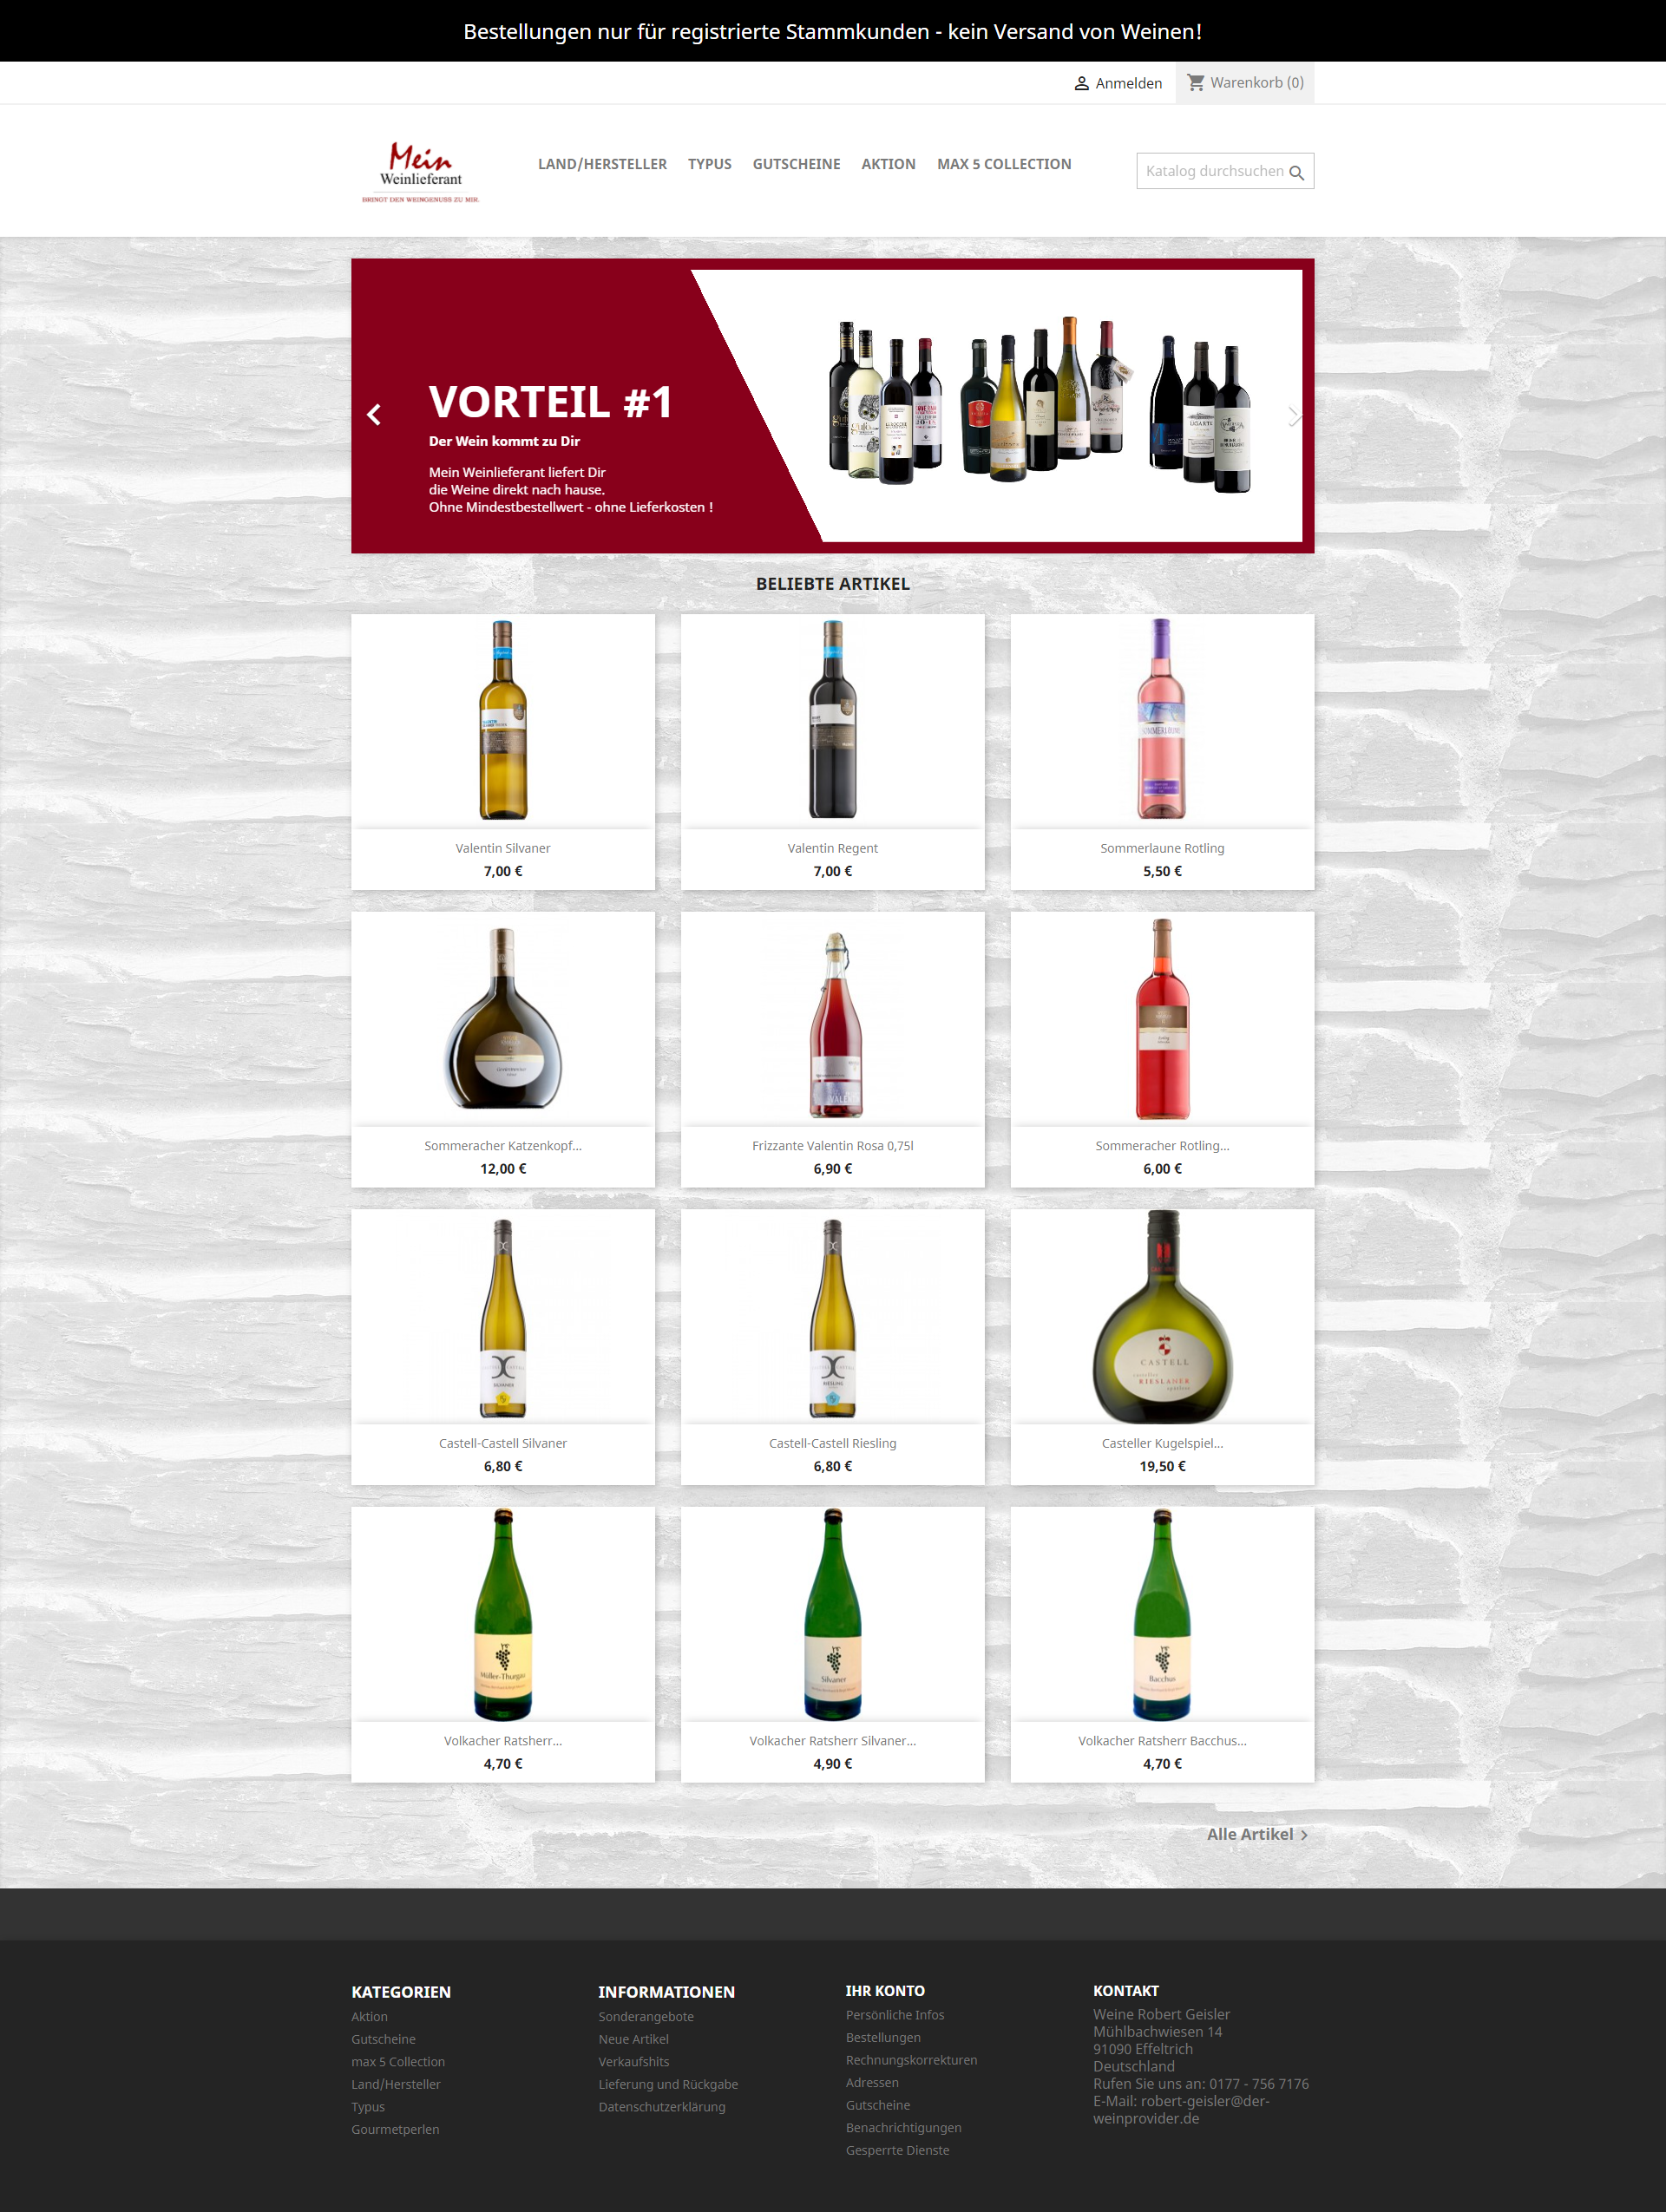 Bestellungen nur für registrierte Stammkunden - kein Versand von Weinen!
Anmelden
Warenkorb (0)
Mein
Weinlieferant
BRINGT DEN WEINGENUSS ZU MIR.
LAND/HERSTELLER
TYPUS
GUTSCHEINE
AKTION
MAX 5 COLLECTION
Katalog durchsuchen
VORTEIL #1
Der Wein kommt zu Dir
Mein Weinlieferant liefert Dir
die Weine direkt nach hause.
Ohne Mindestbestellwert - ohne Lieferkosten !
BELIEBTE ARTIKEL
Valentin Silvaner
7,00 €
Valentin Regent
7,00 €
Sommerlaune Rotling
5,50 €
Sommeracher Katzenkopf...
12,00 €
Frizzante Valentin Rosa 0,75l
6,90 €
Sommeracher Rotling...
6,00 €
SILVANER
Castell-Castell Silvaner
6,80 €
RIESLING
Castell-Castell Riesling
6,80 €
CASTELL
RIESLANER
Casteller Kugelspiel...
19,50 €
Müller-Thurgau
Volkacher Ratsherr...
4,70 €
Silvaner
Volkacher Ratsherr Silvaner...
4,90 €
Bacchus
Volkacher Ratsherr Bacchus...
4,70 €
Alle Artikel
KATEGORIEN
Aktion
Gutscheine
max 5 Collection
Land/Hersteller
Typus
Gourmetperlen
INFORMATIONEN
Sonderangebote
Neue Artikel
Verkaufshits
Lieferung und Rückgabe
Datenschutzerklärung
IHR KONTO
Persönliche Infos
Bestellungen
Rechnungskorrekturen
Adressen
Gutscheine
Benachrichtigungen
Gesperrte Dienste
KONTAKT
Weine Robert Geisler
Mühlbachwiesen 14
91090 Effeltrich
Deutschland
Rufen Sie uns an: 0177 - 756 7176
E-Mail: robert-geisler@der-
weinprovider.de